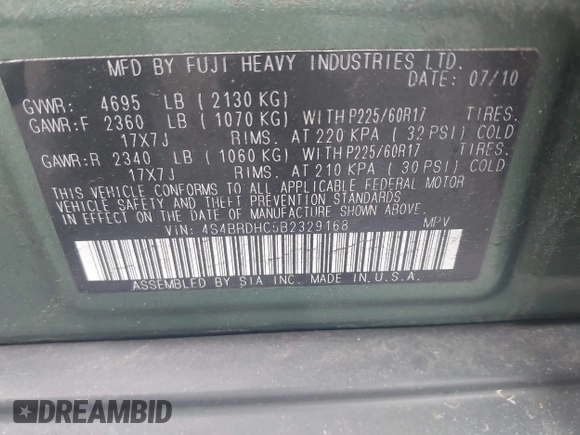 MFD BY FUJI HEAVY INDUSTRIES LTD.
DATE: 07/10
GVWR: 4695 LB (2130 KG)
GAWR:F 2360 LB (1070 KG) WITH P225/60R17 TIRES.
17X7J RIMS. AT 220 KPA (32 PSI) COLD
GAWR:R 2340 LB (1060 KG) WITH P225/60R17 TIRES.
17X7J RIMS. AT 210 KPA (30 PSI) COLD
THIS VEHICLE CONFORMS TO ALL APPLICABLE FEDERAL MOTOR
VEHICLE SAFETY AND THEFT PREVENTION STANDARDS
IN EFFECT ON THE DATE OF MANUFACTURE SHOWN ABOVE.
VIN: 4S4BRDHC5B2329168 MPV
ASSEMBLED BY SIA INC. MADE IN U.S.A.
DREAMBID